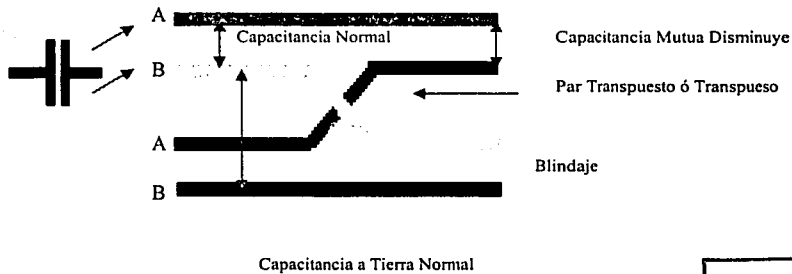 A
Capacitancia Normal
Capacitancia Mutua Disminuye
B
Par Transpuesto ó Transpueso
A
Blindaje
B
Capacitancia a Tierra Normal